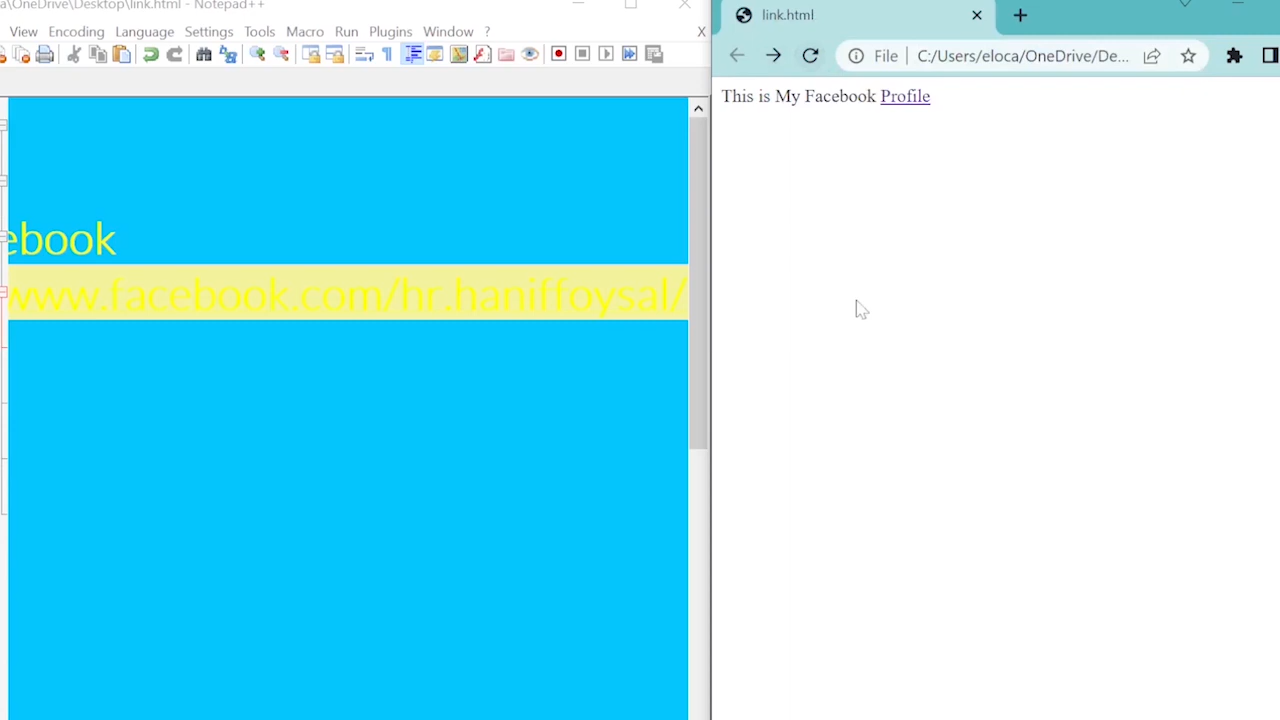 a\OneDrive\Desktop\link.html - Notepad++
View Encoding Language Settings Tools Macro Run Plugins Window ? X
ebook
www.facebook.com/hr.haniffoysal/
link.html
File C:/Users/eloca/OneDrive/De...
This is My Facebook Profile